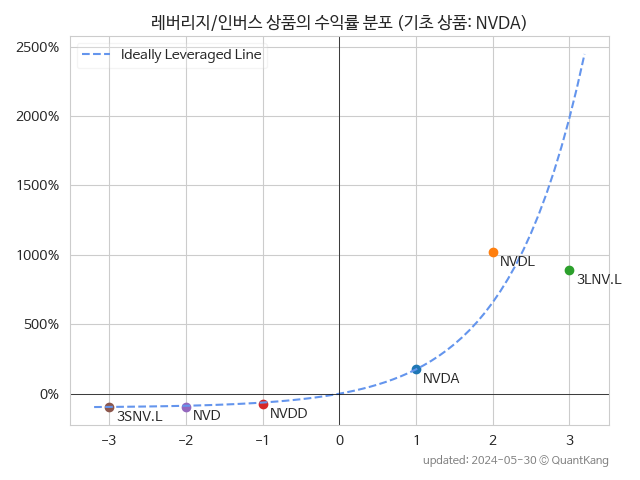 레버리지/인버스 상품의 수익률 분포 (기초 상품: NVDA)
Ideally Leveraged Line
2500%
2000%
1500%
1000%
500%
0%
NVDL
3LNV.L
NVDA
NVDD
NVD
3SNV.L
−3
−2
−1
0
1
2
3
updated: 2024-05-30 © QuantKang